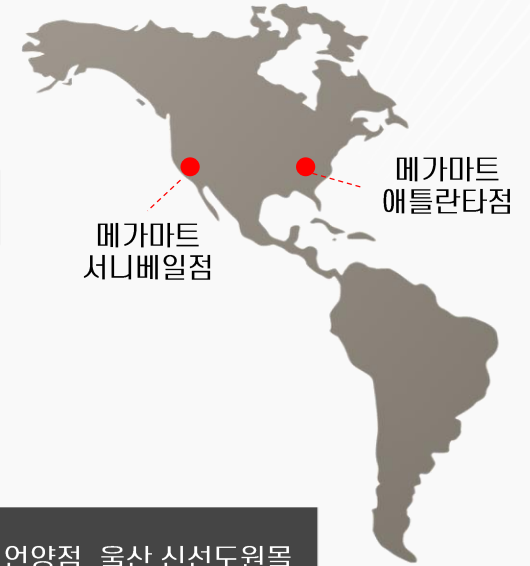 메가마트
애틀란타점
메가마트
서니베일점
언양점 울산 신선도원몰